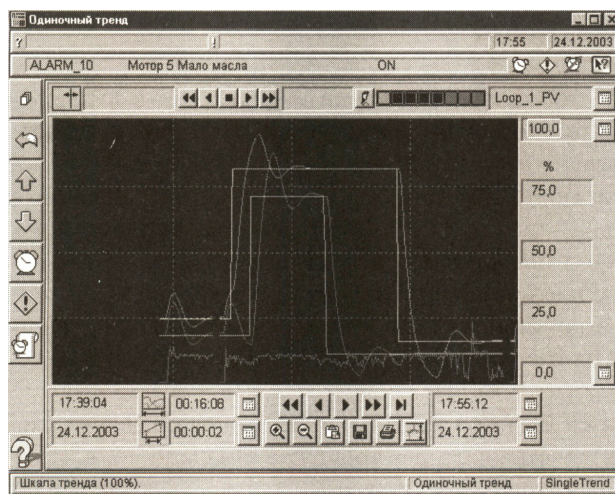 Одиночный тренд
? ! 17:55 24.12.2003
ALARM_10 Мотор 5 Мало масла ON
Loop_1_PV
100,0
%
75,0
50,0
25,0
0,0
17:39:04 00:16:08 17:55:12
24.12.2003 00:00:02 24.12.2003
Шкала тренда (100%). Одиночный тренд SingleTrend